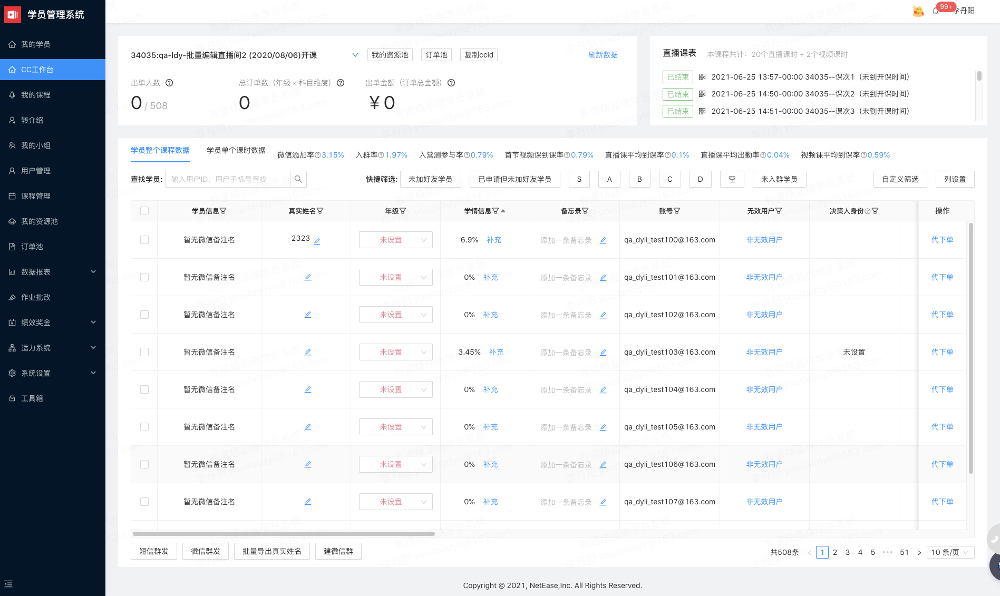 学员管理系统
我的学员
CC工作台
我的课程
转介绍
我的小组
用户管理
课程管理
我的资源池
订单池
数据报表
作业批改
绩效奖金
运力系统
系统设置
工具箱
99+
李丹阳
34035:qa-ldy-批量编辑直播间2 (2020/08/06)开课
我的资源池 订单池 复制ccid
刷新数据
出单人数 总订单数（年级 × 科目维度） 出单金额（订单总金额）
0 / 508 0 ¥ 0
直播课表 本课程共计：20个直播课时 + 2个视频课时
已结束 2021-06-25 13:57-00:00 34035--课次1（未到开课时间）
已结束 2021-06-25 14:50-00:00 34035--课次2（未到开课时间）
已结束 2021-06-25 14:51-00:00 34035--课次3（未到开课时间）
学员整个课程数据 学员单个课时数据 微信添加率 3.15% 入群率 1.97% 入营测参与率 0.79% 首节视频课到课率 0.79% 直播课平均到课率 0.1% 直播课平均出勤率 0.04% 视频课平均到课率 0.59%
查找学员: 输入用户ID、用户手机号查找 快捷筛选: 未加好友学员 已申请但未加好友学员 S A B C D 空 未入群学员 自定义筛选 列设置
学员信息 真实姓名 年级 学情信息 备忘录 账号 无效用户 决策人身份 操作
暂无微信备注名 2323 未设置 6.9% 补充 添加一条备忘录 qa_dyli_test100@163.com 非无效用户 代下单
暂无微信备注名 未设置 0% 补充 添加一条备忘录 qa_dyli_test101@163.com 非无效用户 代下单
暂无微信备注名 未设置 0% 补充 添加一条备忘录 qa_dyli_test102@163.com 非无效用户 代下单
暂无微信备注名 未设置 3.45% 补充 添加一条备忘录 qa_dyli_test103@163.com 非无效用户 未设置 代下单
暂无微信备注名 未设置 0% 补充 添加一条备忘录 qa_dyli_test104@163.com 非无效用户 代下单
暂无微信备注名 未设置 0% 补充 添加一条备忘录 qa_dyli_test105@163.com 非无效用户 代下单
暂无微信备注名 未设置 0% 补充 添加一条备忘录 qa_dyli_test106@163.com 非无效用户 代下单
暂无微信备注名 未设置 0% 补充 添加一条备忘录 qa_dyli_test107@163.com 非无效用户 代下单
短信群发 微信群发 批量导出真实姓名 建微信群
共508条 < 1 2 3 4 5 ••• 51 > 10 条/页
Copyright © 2021, NetEase,Inc. All Rights Reserved.
有道精品课学员系统
李丹阳 youdaodyli@163.com